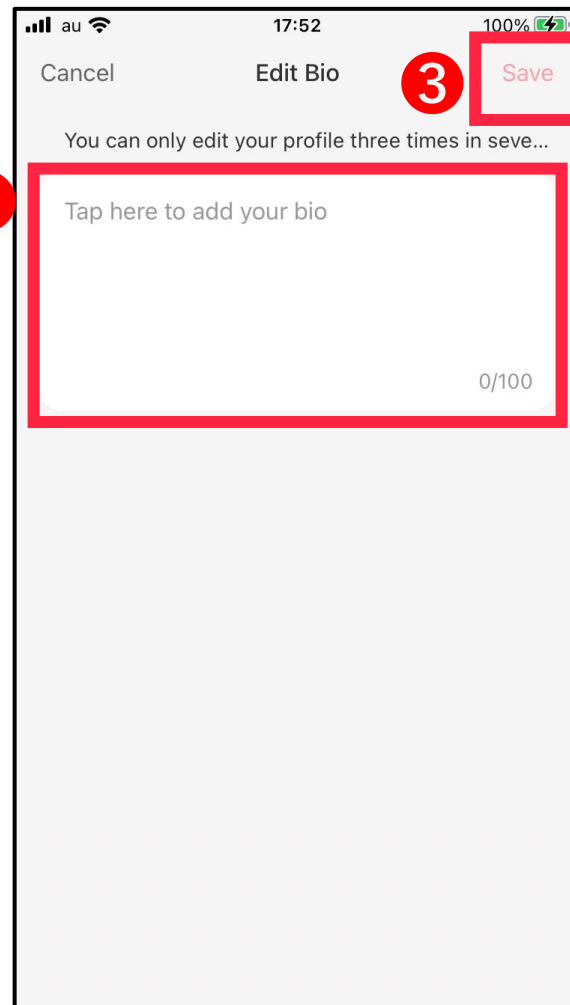 au 17:52 100%
Cancel Edit Bio 3 Save
You can only edit your profile three times in seve...
Tap here to add your bio
0/100